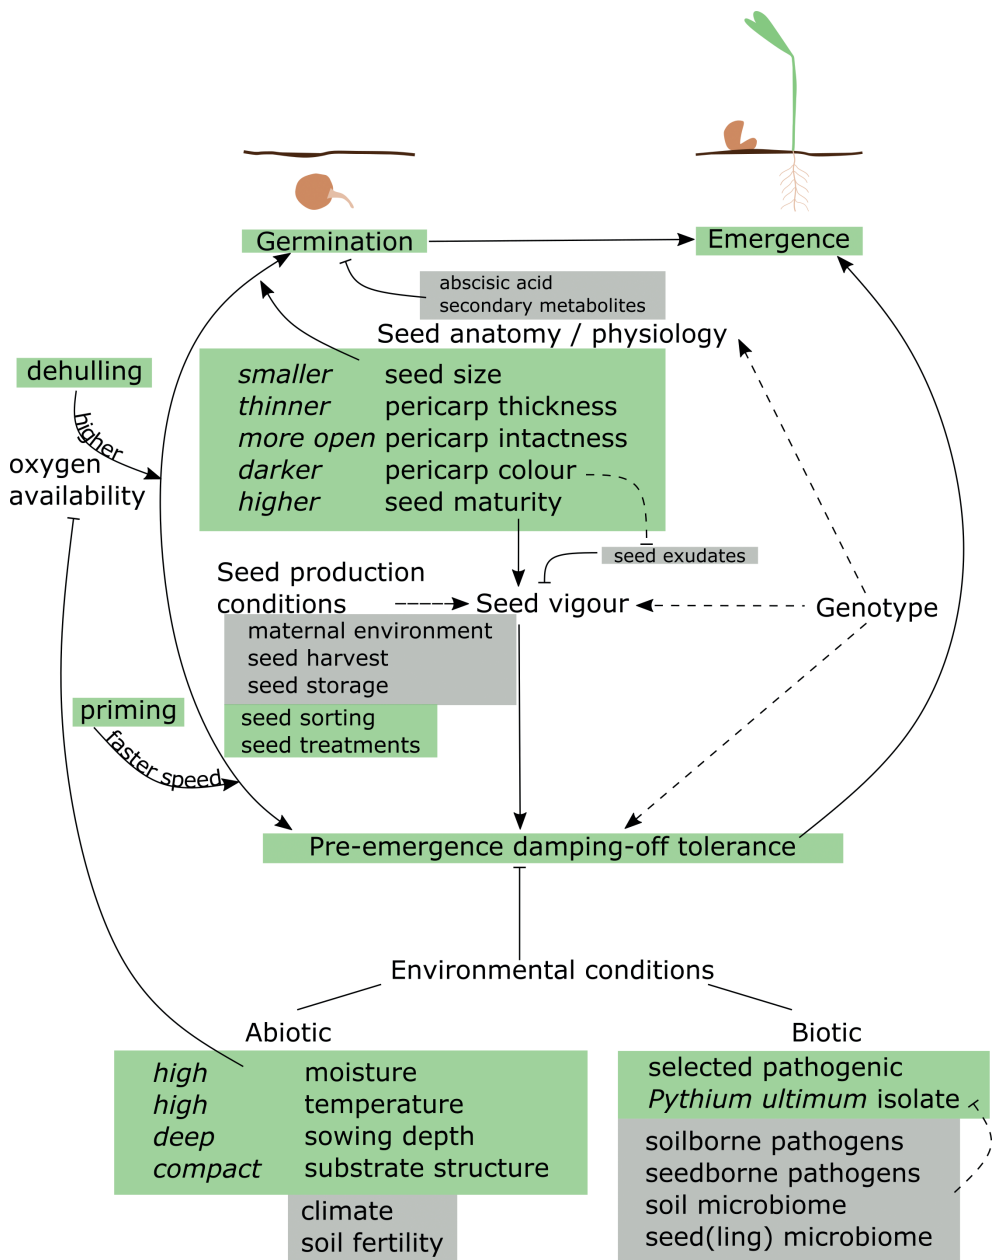 Germination
Emergence
abscisic acid
secondary metabolites
Seed anatomy / physiology
dehulling
higher
oxygen
availability
smaller seed size
thinner pericarp thickness
more open pericarp intactness
darker pericarp colour
higher seed maturity
seed exudates
Seed production
conditions
Seed vigour
Genotype
maternal environment
seed harvest
seed storage
seed sorting
seed treatments
priming
faster speed
Pre-emergence damping-off tolerance
Environmental conditions
Abiotic
high moisture
high temperature
deep sowing depth
compact substrate structure
climate
soil fertility
Biotic
selected pathogenic
Pythium ultimum isolate
soilborne pathogens
seedborne pathogens
soil microbiome
seed(ling) microbiome